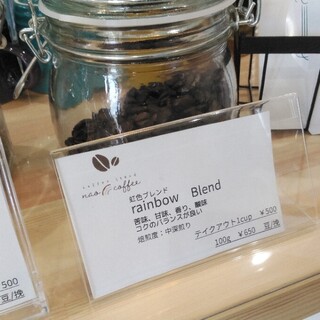 nao coffee
虹色ブレンド
rainbow Blend
苦味、甘味、香り、酸味
コクのバランスが良い
焙煎度：中深煎り
テイクアウト1cup ¥500
100g ¥650 豆/挽
500
豆/挽